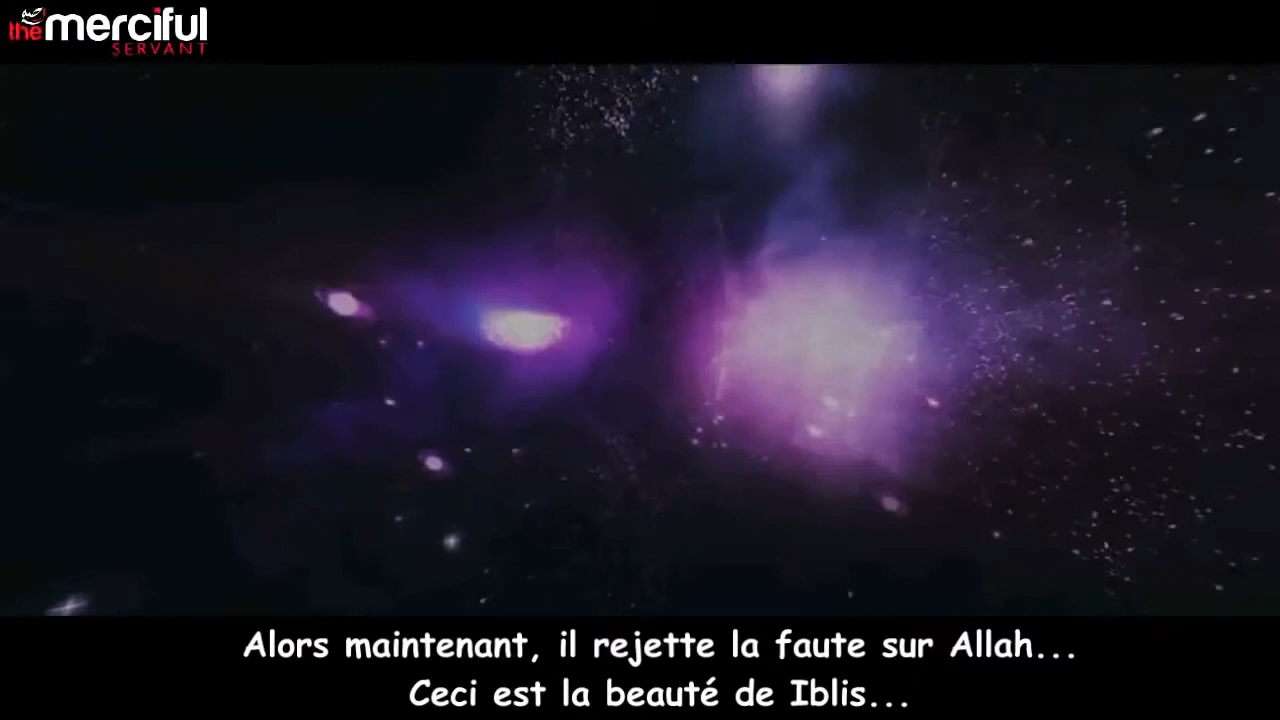 the merciful
SERVANT
Alors maintenant, il rejette la faute sur Allah...
Ceci est la beauté de Iblis...